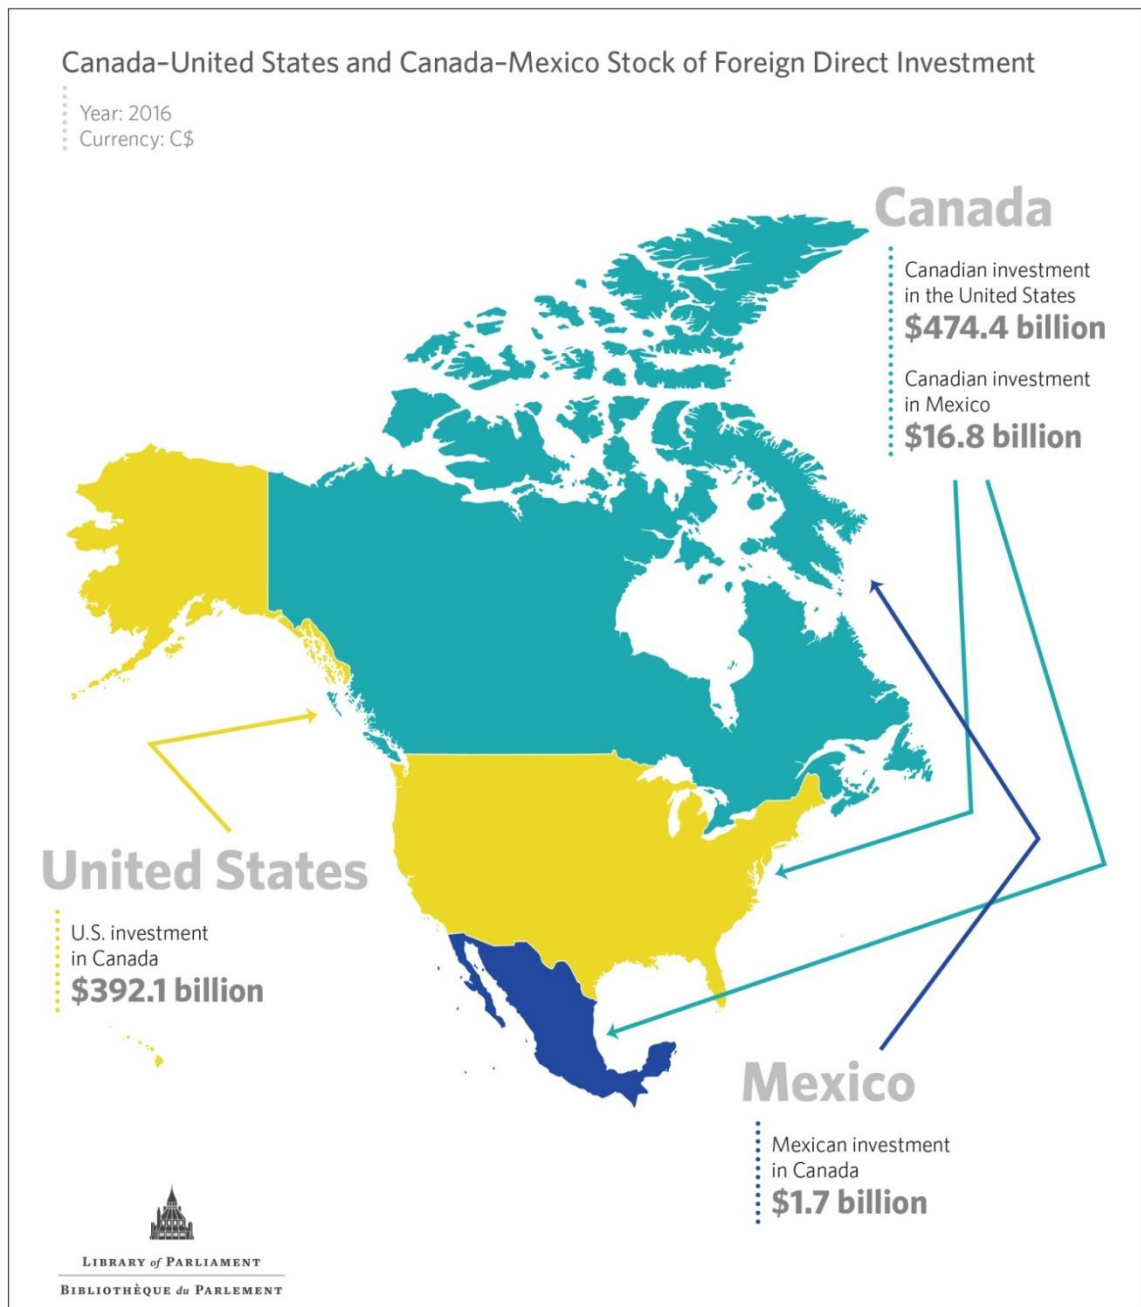 Canada–United States and Canada–Mexico Stock of Foreign Direct Investment
Year: 2016
Currency: C$
Canada
Canadian investment
in the United States
$474.4 billion
Canadian investment
in Mexico
$16.8 billion
United States
U.S. investment
in Canada
$392.1 billion
Mexico
Mexican investment
in Canada
$1.7 billion
LIBRARY of PARLIAMENT
BIBLIOTHÈQUE du PARLEMENT